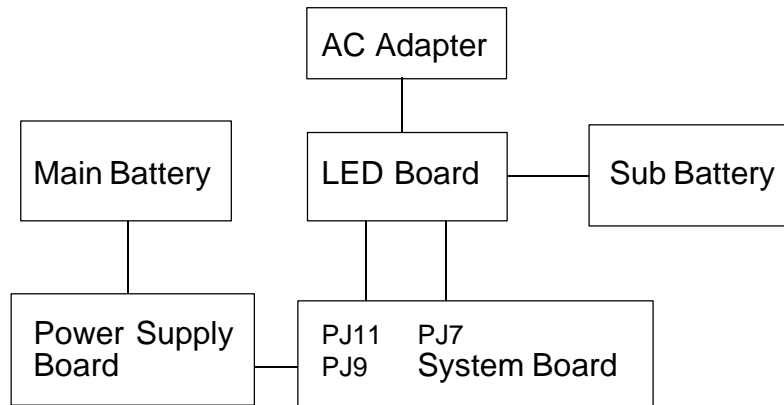 AC Adapter
Main Battery
LED Board
Sub Battery
Power Supply
Board
PJ11 PJ7
PJ9 System Board